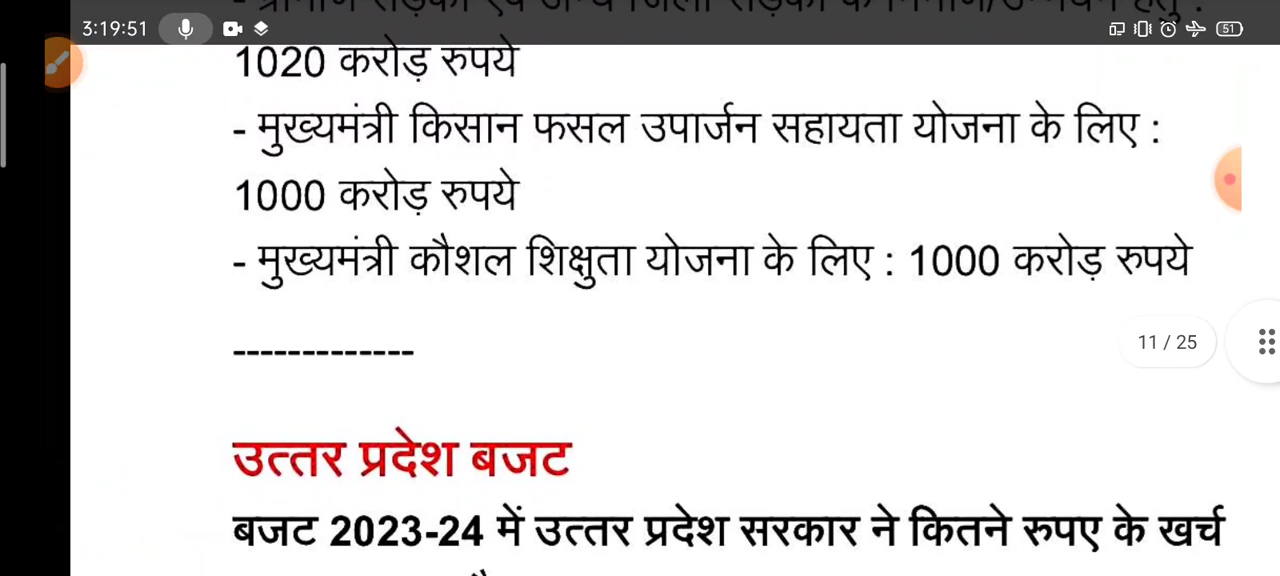 3:19:51
51
1020 करोड़ रुपये
- मुख्यमंत्री किसान फसल उपार्जन सहायता योजना के लिए :
1000 करोड़ रुपये
- मुख्यमंत्री कौशल शिक्षुता योजना के लिए : 1000 करोड़ रुपये
-------------
11 / 25
उत्तर प्रदेश बजट
बजट 2023-24 में उत्तर प्रदेश सरकार ने कितने रुपए के खर्च